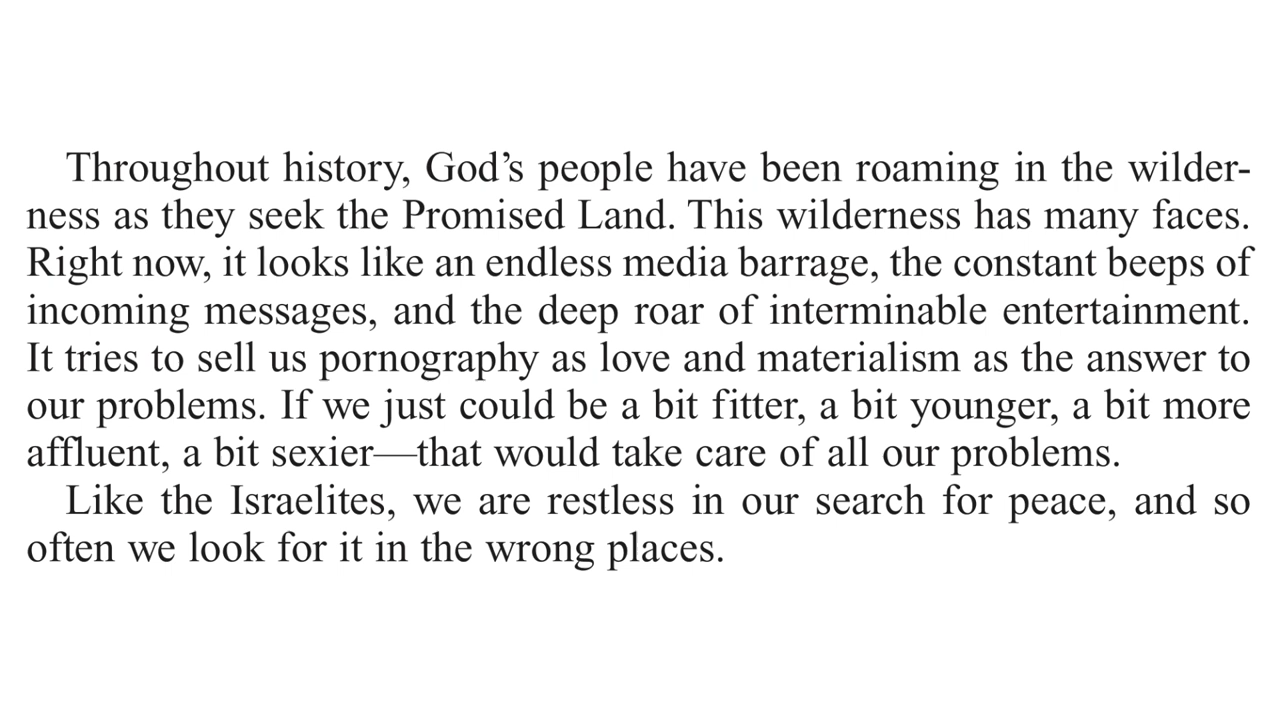 Throughout history, God’s people have been roaming in the wilder-
ness as they seek the Promised Land. This wilderness has many faces.
Right now, it looks like an endless media barrage, the constant beeps of
incoming messages, and the deep roar of interminable entertainment.
It tries to sell us pornography as love and materialism as the answer to
our problems. If we just could be a bit fitter, a bit younger, a bit more
affluent, a bit sexier—that would take care of all our problems.
Like the Israelites, we are restless in our search for peace, and so
often we look for it in the wrong places.